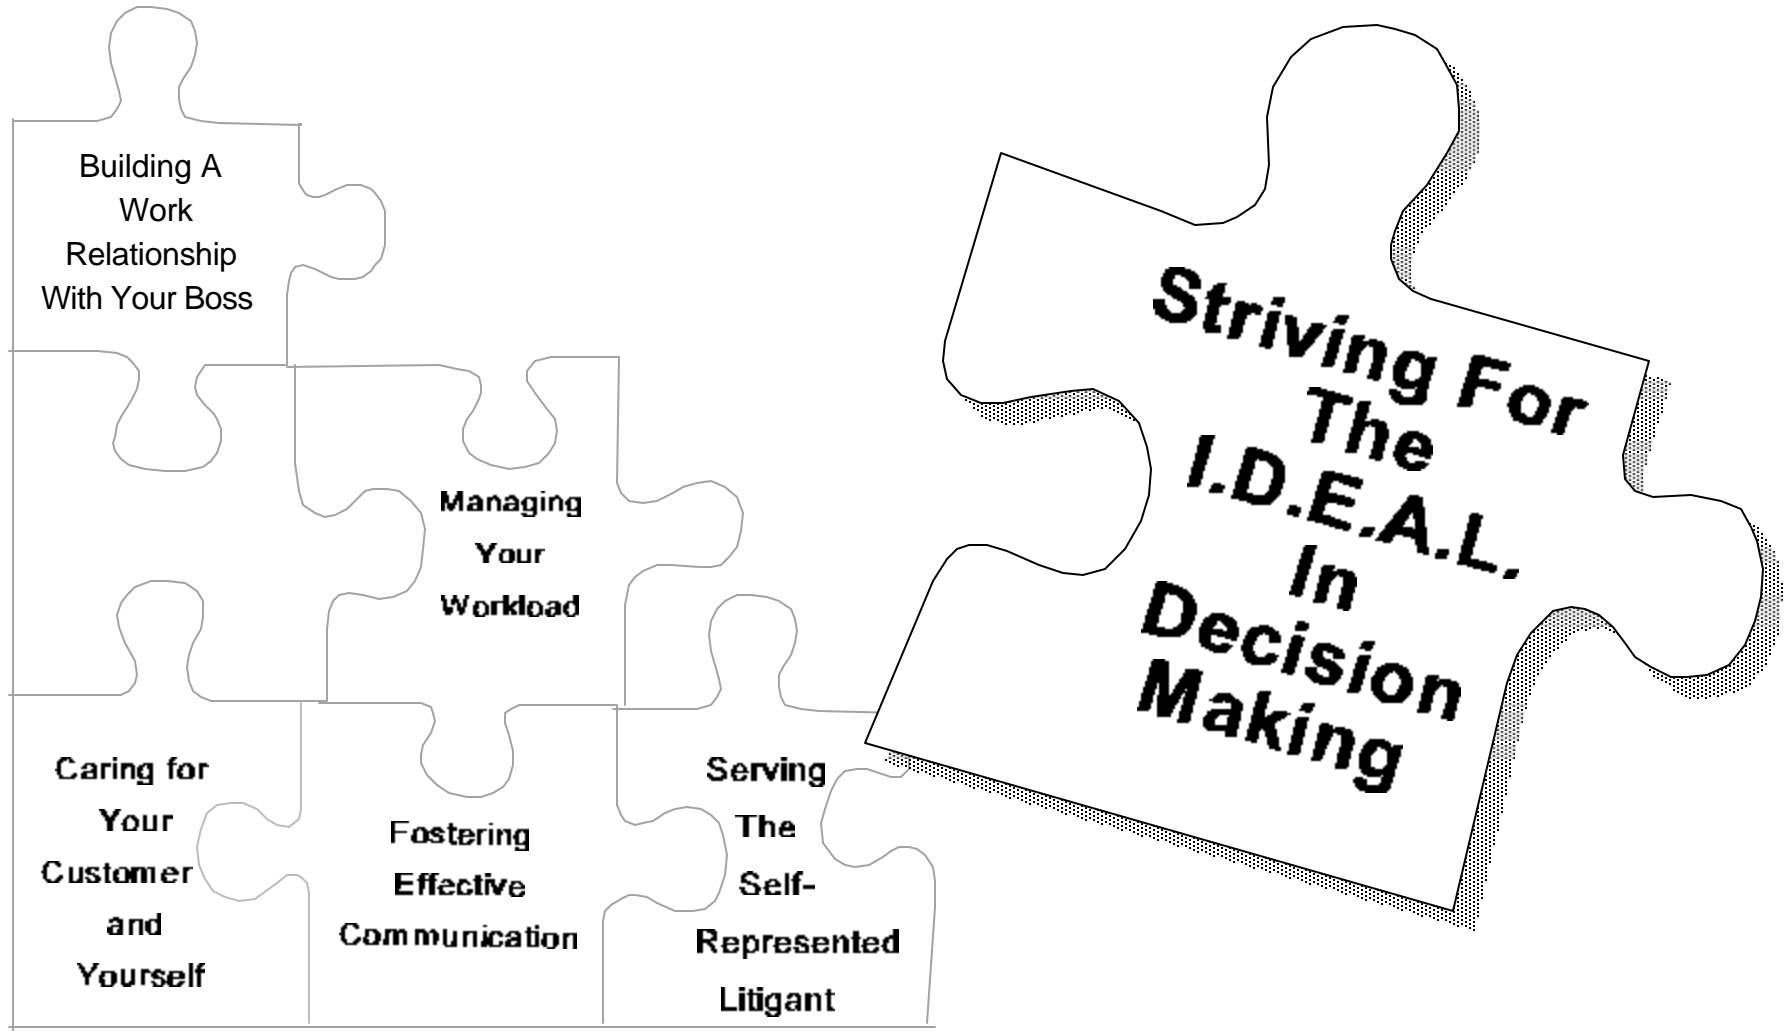 Building A
Work
Relationship
With Your Boss
Managing
Your
Workload
Caring for
Your
Customer
and
Yourself
Fostering
Effective
Communication
Serving
The
Self-
Represented
Litigant
Striving For
The
I.D.E.A.L.
In
Decision
Making